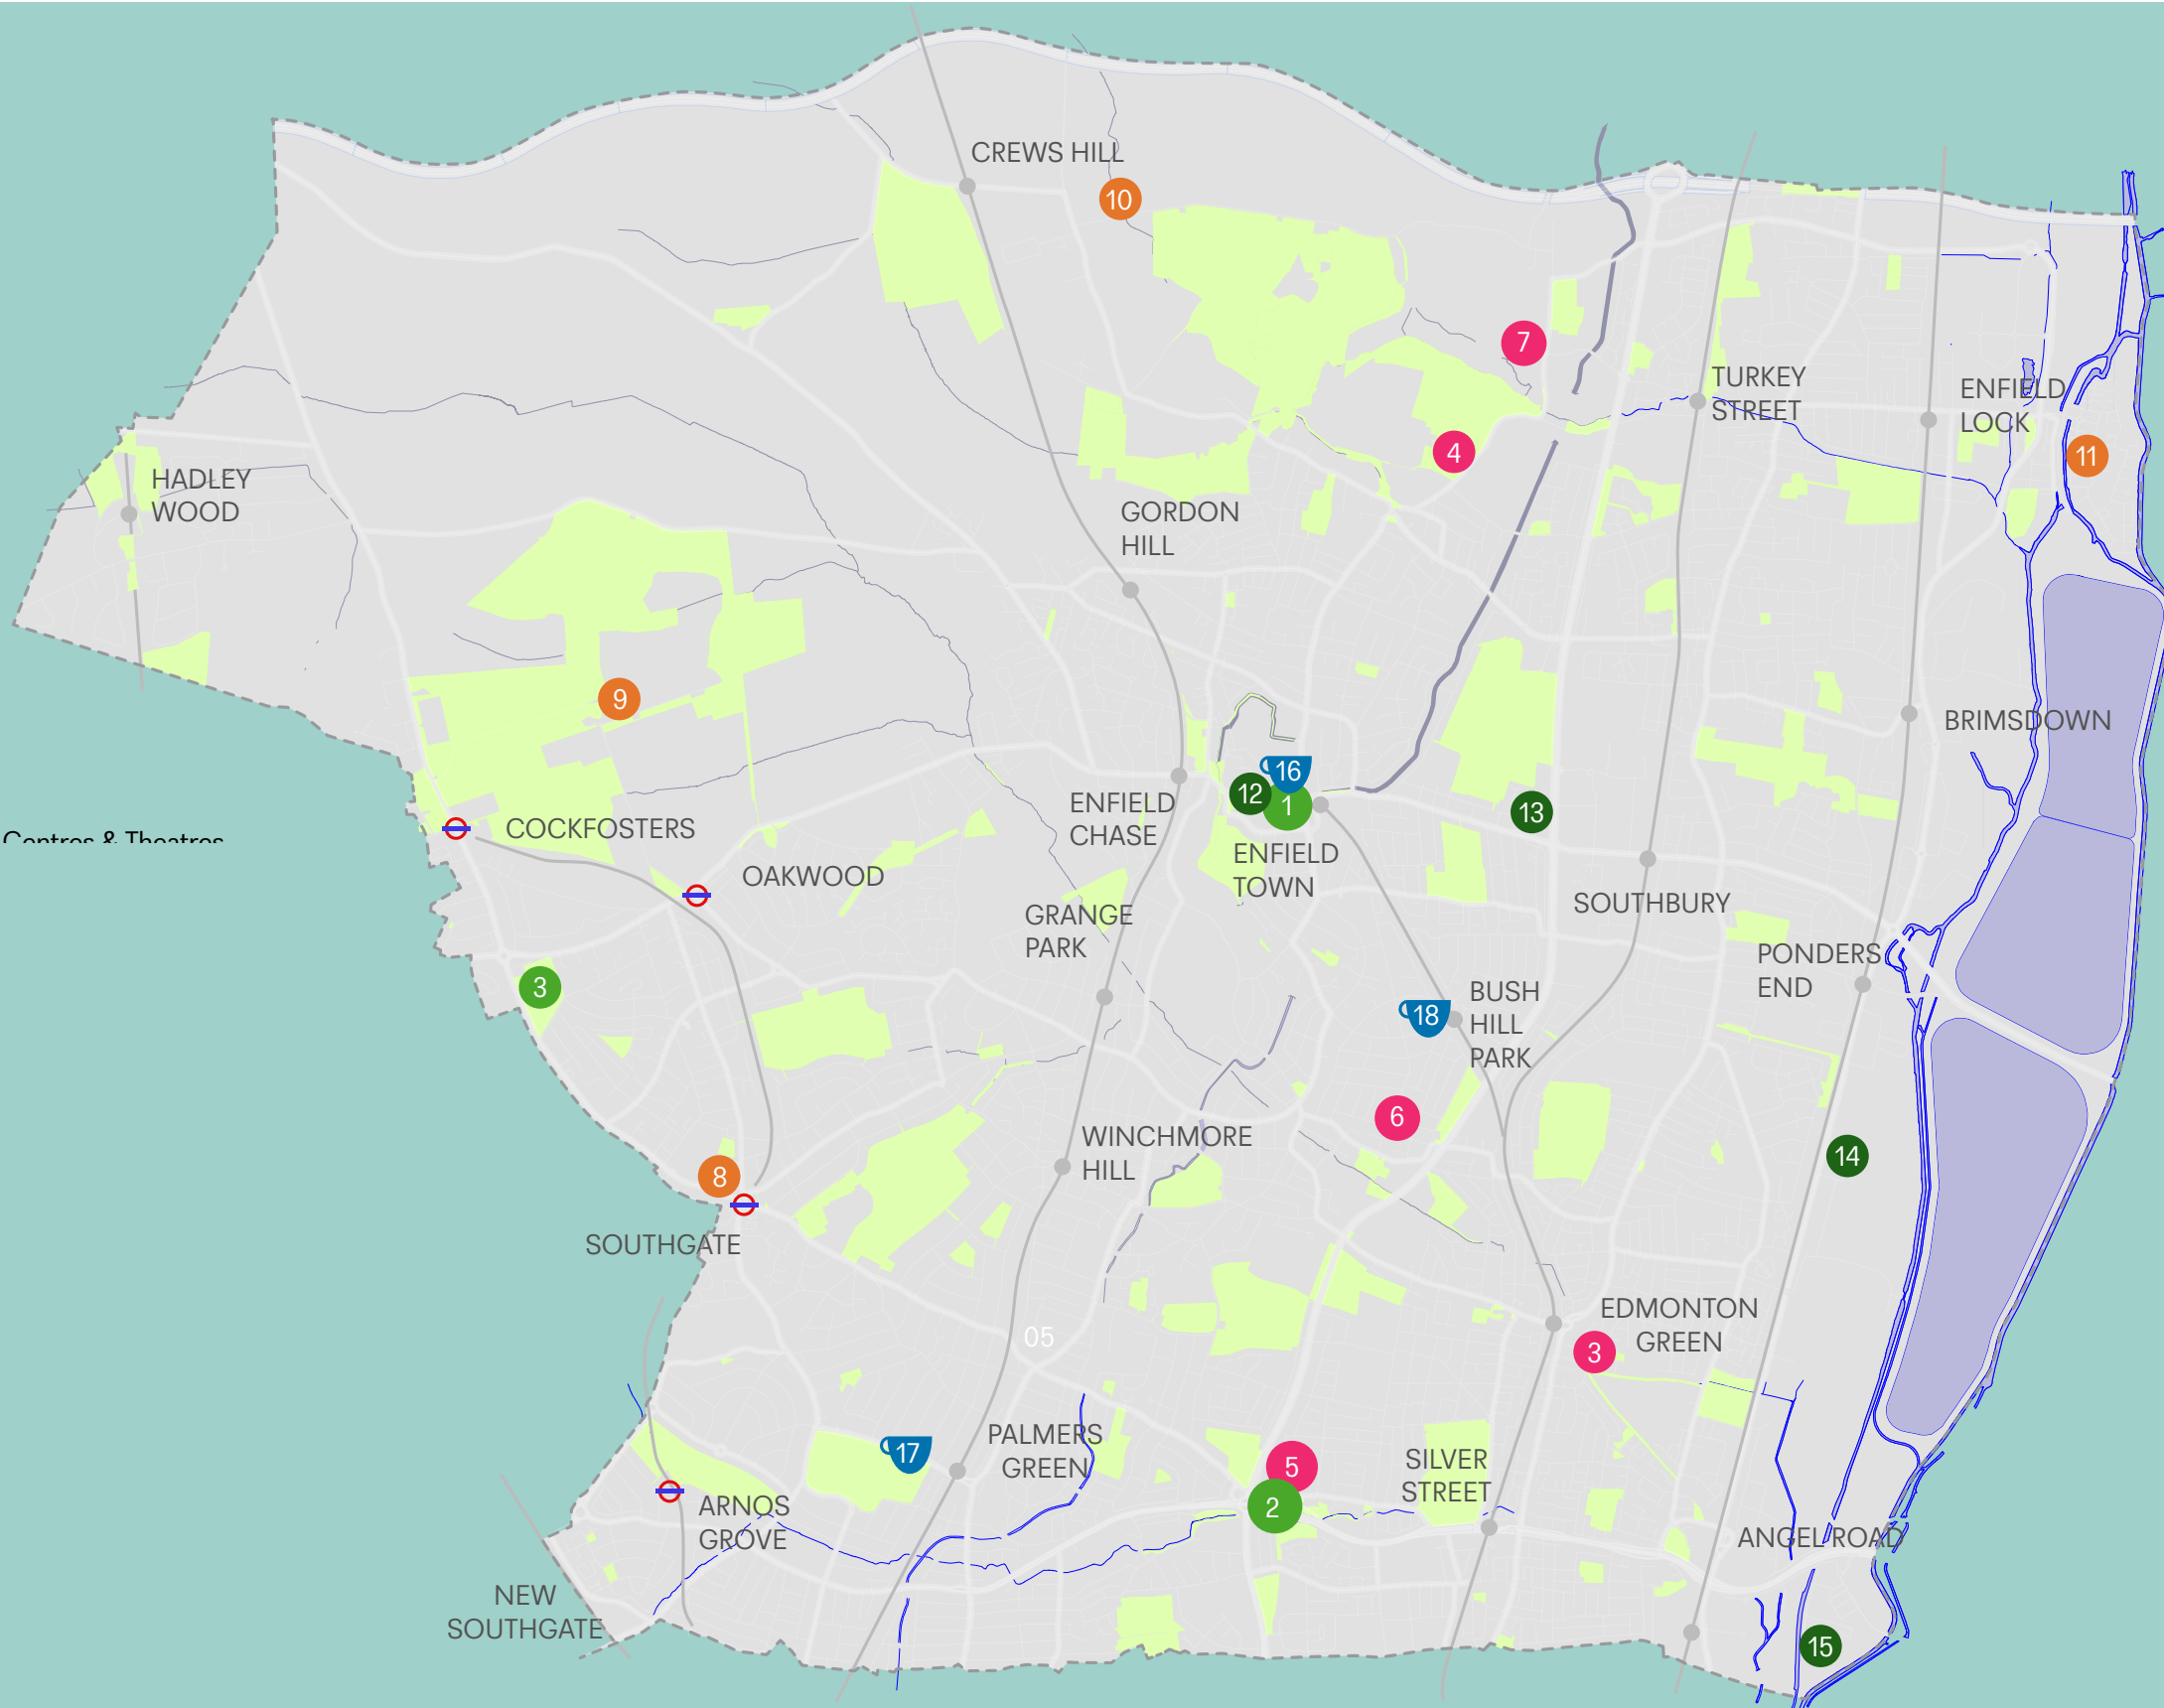 CREWS HILL
10
7
TURKEY
STREET
ENFIELD
LOCK
4
11
HADLEY
WOOD
GORDON
HILL
9
BRIMSDOWN
16
12
1
13
ENFIELD
CHASE
COCKFOSTERS
Centres & Theatres
ENFIELD
TOWN
OAKWOOD
SOUTHBURY
GRANGE
PARK
PONDERS
END
3
BUSH
HILL
PARK
18
6
WINCHMORE
HILL
14
8
SOUTHGATE
EDMONTON
GREEN
05
3
PALMERS
GREEN
17
5
SILVER
STREET
2
ARNOS
GROVE
ANGEL ROAD
NEW
SOUTHGATE
15